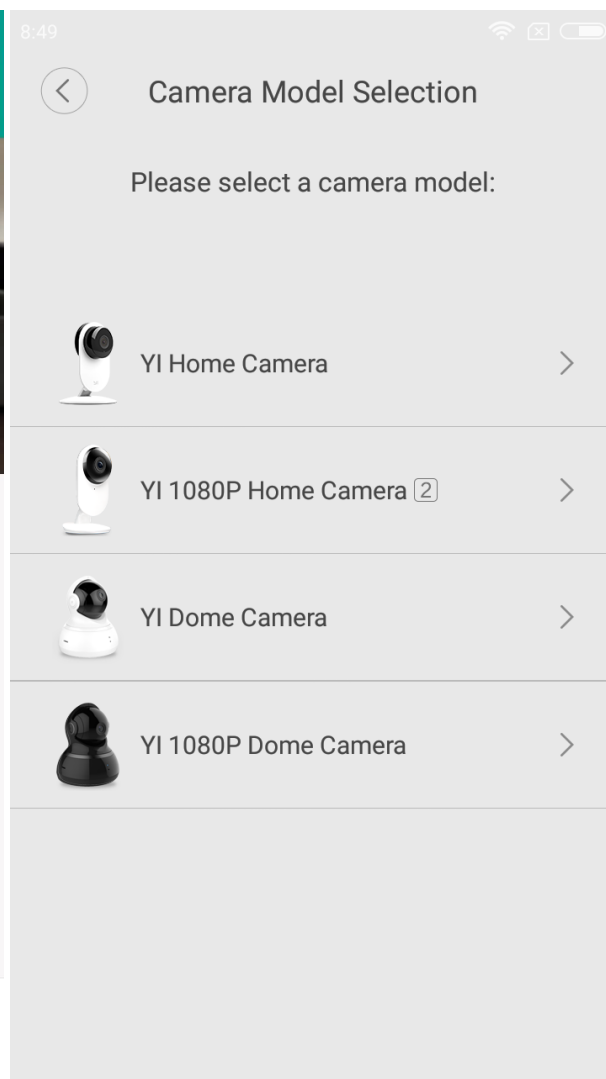 8:49
Camera Model Selection
Please select a camera model:
YI Home Camera
YI 1080P Home Camera 2
YI Dome Camera
YI 1080P Dome Camera